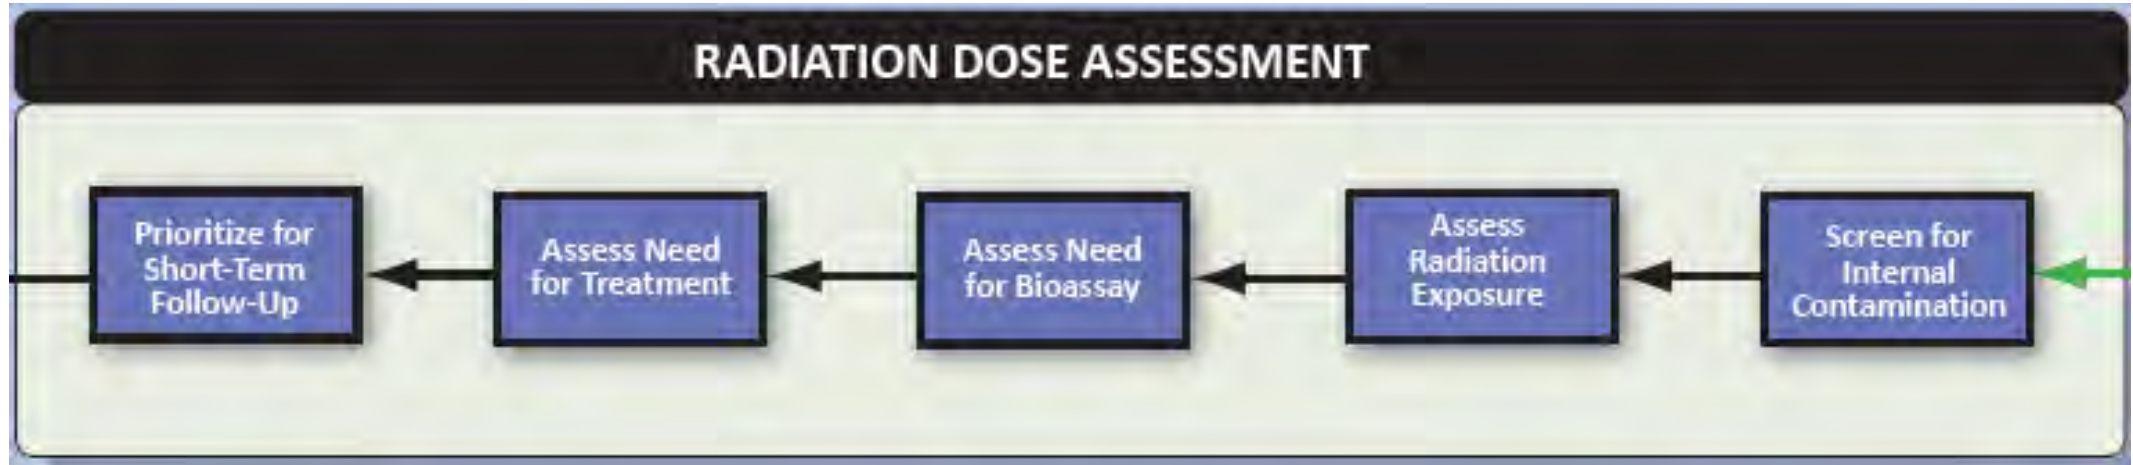 RADIATION DOSE ASSESSMENT
Prioritize for
Short-Term
Follow-Up
Assess Need
for Treatment
Assess Need
for Bioassay
Assess
Radiation
Exposure
Screen for
Internal
Contamination